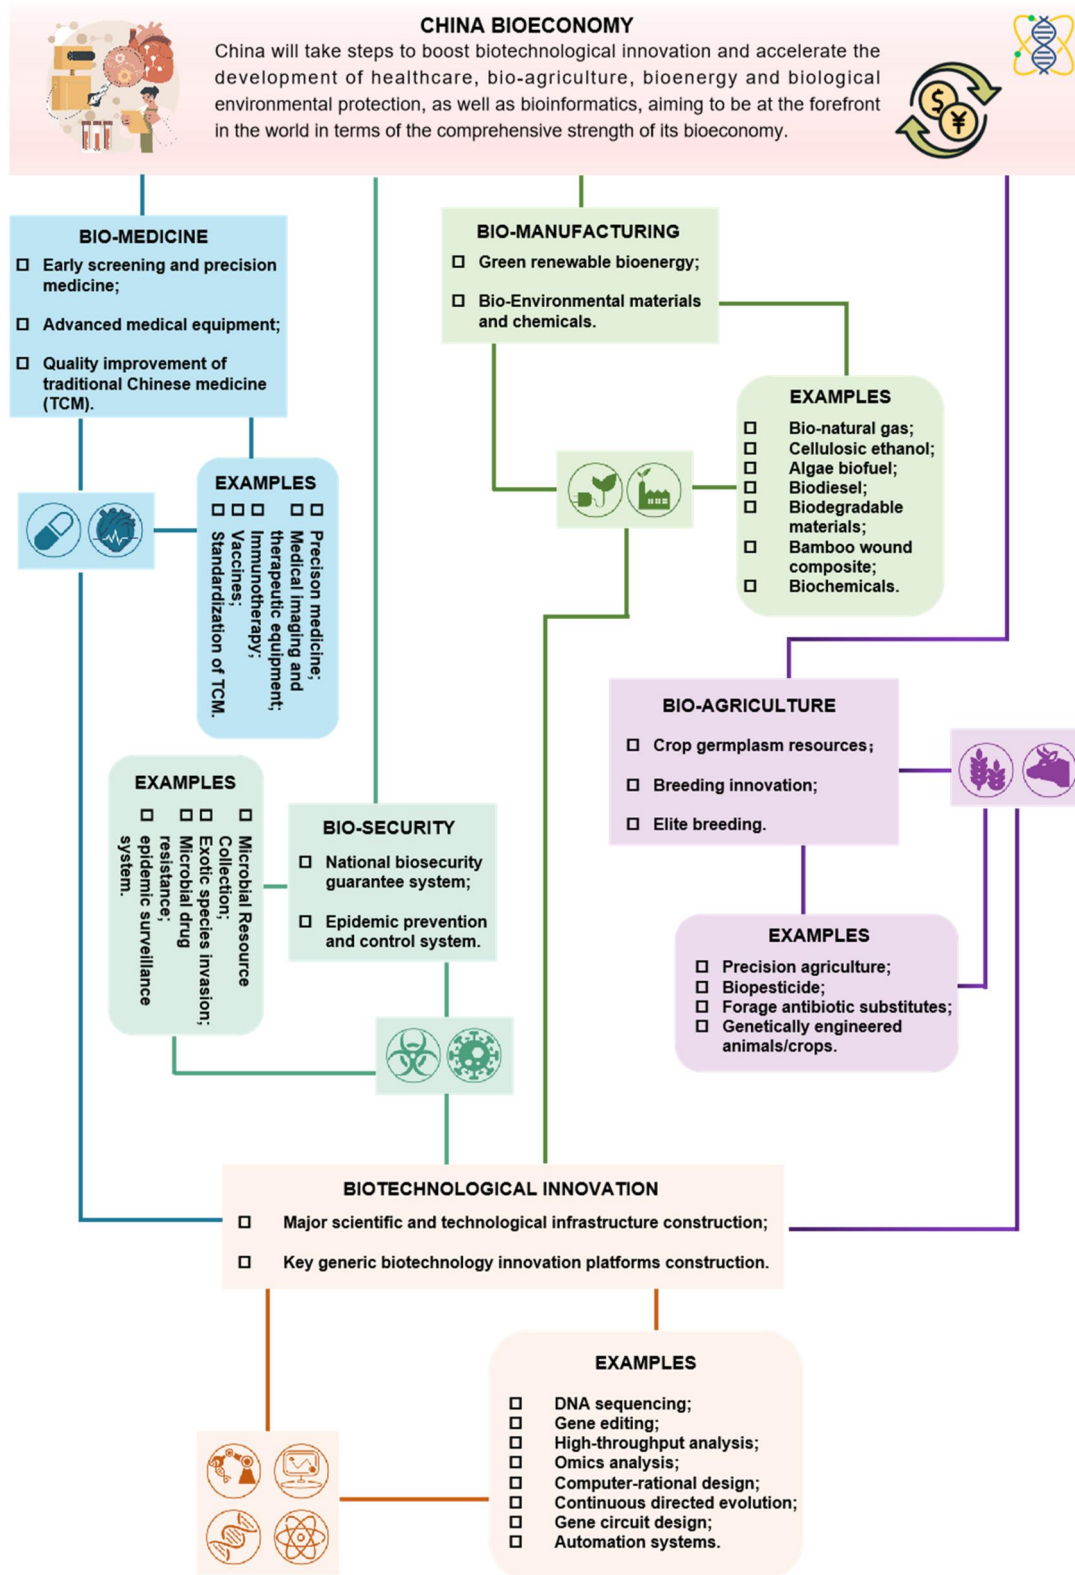 CHINA BIOECONOMY
China will take steps to boost biotechnological innovation and accelerate the
development of healthcare, bio-agriculture, bioenergy and biological
environmental protection, as well as bioinformatics, aiming to be at the forefront
in the world in terms of the comprehensive strength of its bioeconomy.
$
¥
BIO-MEDICINE
☐ Early screening and precision
medicine;
☐ Advanced medical equipment;
☐ Quality improvement of
traditional Chinese medicine
(TCM).
EXAMPLES
☐ Precison medicine;
☐ Medical imaging and
therapeutic equipment;
☐ Immunotherapy;
☐ Vaccines;
☐ Standardization of TCM.
BIO-MANUFACTURING
☐ Green renewable bioenergy;
☐ Bio-Environmental materials
and chemicals.
EXAMPLES
☐ Bio-natural gas;
☐ Cellulosic ethanol;
☐ Algae biofuel;
☐ Biodiesel;
☐ Biodegradable
materials;
☐ Bamboo wound
composite;
☐ Biochemicals.
BIO-AGRICULTURE
☐ Crop germplasm resources;
☐ Breeding innovation;
☐ Elite breeding.
EXAMPLES
☐ Precision agriculture;
☐ Biopesticide;
☐ Forage antibiotic substitutes;
☐ Genetically engineered
animals/crops.
BIO-SECURITY
☐ National biosecurity
guarantee system;
☐ Epidemic prevention
and control system.
EXAMPLES
☐ Microbial Resource
Collection;
☐ Exotic species invasion;
☐ Microbial drug
resistance;
☐ epidemic surveillance
system.
BIOTECHNOLOGICAL INNOVATION
☐ Major scientific and technological infrastructure construction;
☐ Key generic biotechnology innovation platforms construction.
EXAMPLES
☐ DNA sequencing;
☐ Gene editing;
☐ High-throughput analysis;
☐ Omics analysis;
☐ Computer-rational design;
☐ Continuous directed evolution;
☐ Gene circuit design;
☐ Automation systems.